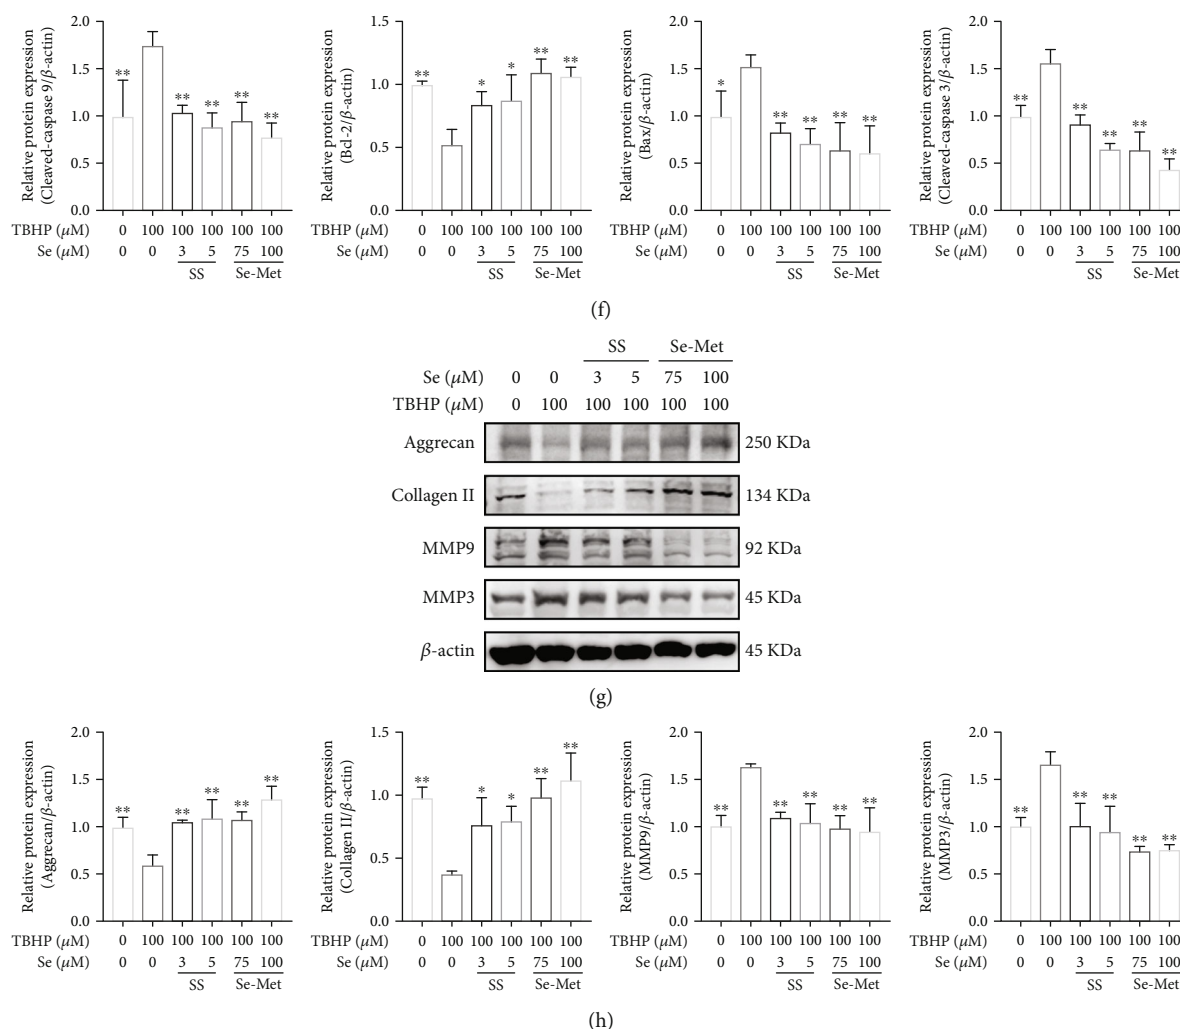 Relative protein expression
(Cleaved-caspase 9/β-actin)
2.0
1.5
1.0
0.5
0.0
** ** ** ** **
TBHP (μM) 0 100 100 100 100 100
Se (μM) 0 0 3 5 75 100
SS Se-Met
Relative protein expression
(Bcl-2/β-actin)
1.5
1.0
0.5
0.0
** * * ** **
TBHP (μM) 0 100 100 100 100 100
Se (μM) 0 0 3 5 75 100
SS Se-Met
Relative protein expression
(Bax/β-actin)
2.0
1.5
1.0
0.5
0.0
* ** ** ** **
TBHP (μM) 0 100 100 100 100 100
Se (μM) 0 0 3 5 75 100
SS Se-Met
Relative protein expression
(Cleaved-caspase 3/β-actin)
2.0
1.5
1.0
0.5
0.0
** ** ** ** **
TBHP (μM) 0 100 100 100 100 100
Se (μM) 0 0 3 5 75 100
SS Se-Met
(f)
SS Se-Met
Se (μM) 0 0 3 5 75 100
TBHP (μM) 0 100 100 100 100 100
Aggrecan 250 KDa
Collagen II 134 KDa
MMP9 92 KDa
MMP3 45 KDa
β-actin 45 KDa
(g)
Relative protein expression
(Aggrecan/β-actin)
2.0
1.5
1.0
0.5
0.0
** ** ** ** **
TBHP (μM) 0 100 100 100 100 100
Se (μM) 0 0 3 5 75 100
SS Se-Met
Relative protein expression
(Collagen II/β-actin)
1.5
1.0
0.5
0.0
** * * ** **
TBHP (μM) 0 100 100 100 100 100
Se (μM) 0 0 3 5 75 100
SS Se-Met
Relative protein expression
(MMP9/β-actin)
2.0
1.5
1.0
0.5
0.0
** ** ** ** **
TBHP (μM) 0 100 100 100 100 100
Se (μM) 0 0 3 5 75 100
SS Se-Met
Relative protein expression
(MMP3/β-actin)
2.0
1.5
1.0
0.5
0.0
** ** ** ** **
TBHP (μM) 0 100 100 100 100 100
Se (μM) 0 0 3 5 75 100
SS Se-Met
(h)